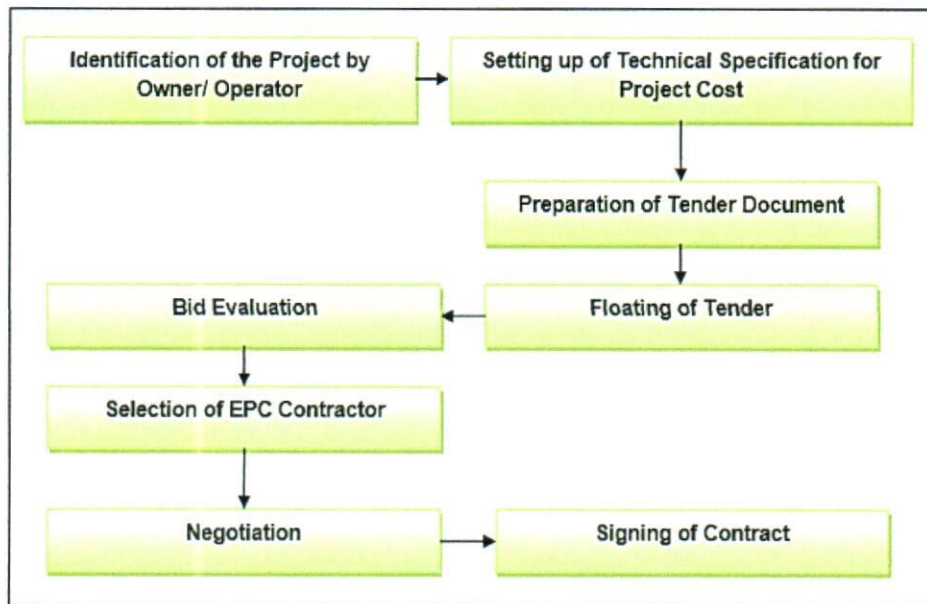 Identification of the Project by
Owner/ Operator
Setting up of Technical Specification for
Project Cost
Preparation of Tender Document
Floating of Tender
Bid Evaluation
Selection of EPC Contractor
Negotiation
Signing of Contract